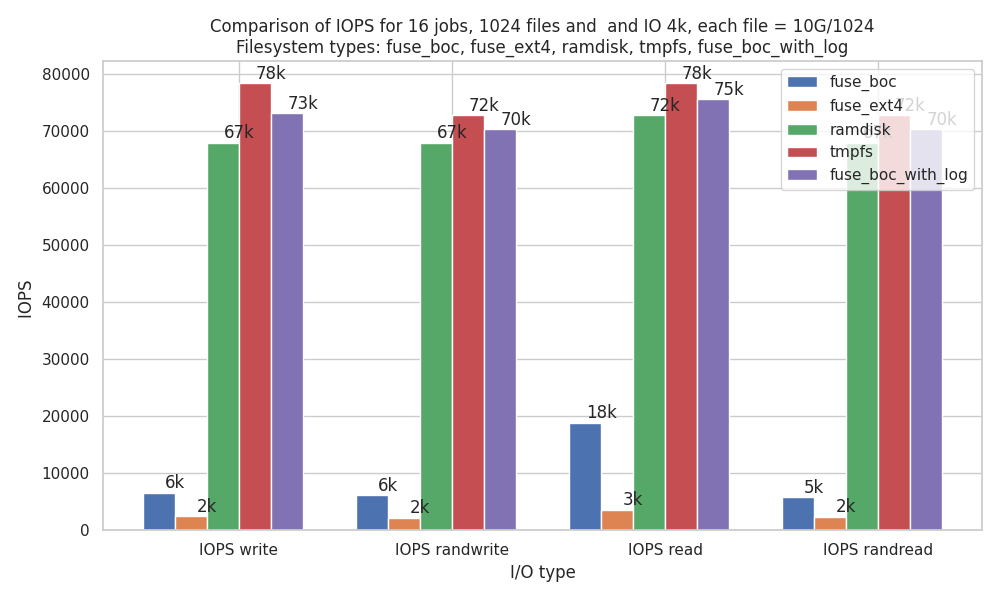 Comparison of IOPS for 16 jobs, 1024 files and  and IO 4k, each file = 10G/1024
Filesystem types: fuse_boc, fuse_ext4, ramdisk, tmpfs, fuse_boc_with_log
IOPS
80000
70000
60000
50000
40000
30000
20000
10000
0
6k
2k
67k
78k
73k
6k
2k
67k
72k
70k
18k
3k
72k
78k
75k
5k
2k
72k
70k
fuse_boc
fuse_ext4
ramdisk
tmpfs
fuse_boc_with_log
IOPS write
IOPS randwrite
IOPS read
IOPS randread
I/O type